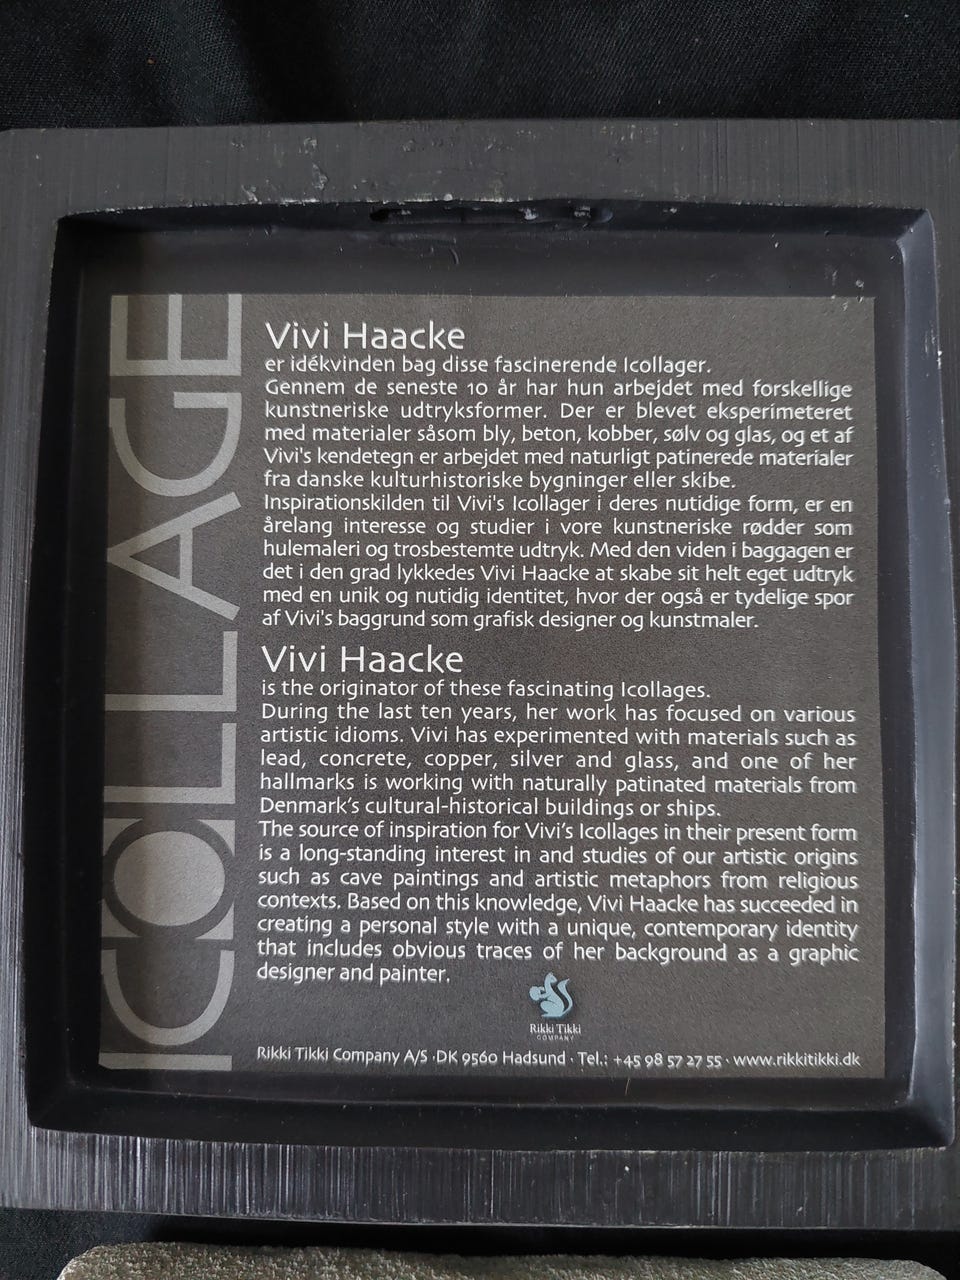 ICOLLAGE
Vivi Haacke
er idékvinden bag disse fascinerende Icollager.
Gennem de seneste 10 år har hun arbejdet med forskellige
kunstneriske udtryksformer. Der er blevet eksperimeteret
med materialer såsom bly, beton, kobber, sølv og glas, og et af
Vivi's kendetegn er arbejdet med naturligt patinerede materialer
fra danske kulturhistoriske bygninger eller skibe.
Inspirationskilden til Vivi's Icollager i deres nutidige form, er en
årelang interesse og studier i vore kunstneriske rødder som
hulemaleri og trosbestemte udtryk. Med den viden i baggagen er
det i den grad lykkedes Vivi Haacke at skabe sit helt eget udtryk
med en unik og nutidig identitet, hvor der også er tydelige spor
af Vivi's baggrund som grafisk designer og kunstmaler.
Vivi Haacke
is the originator of these fascinating Icollages.
During the last ten years, her work has focused on various
artistic idioms. Vivi has experimented with materials such as
lead, concrete, copper, silver and glass, and one of her
hallmarks is working with naturally patinated materials from
Denmark's cultural-historical buildings or ships.
The source of inspiration for Vivi's Icollages in their present form
is a long-standing interest in and studies of our artistic origins
such as cave paintings and artistic metaphors from religious
contexts. Based on this knowledge, Vivi Haacke has succeeded in
creating a personal style with a unique, contemporary identity
that includes obvious traces of her background as a graphic
designer and painter.
Rikki Tikki
COMPANY
Rikki Tikki Company A/S · DK 9560 Hadsund · Tel.: +45 98 57 27 55 · www.rikkitikki.dk